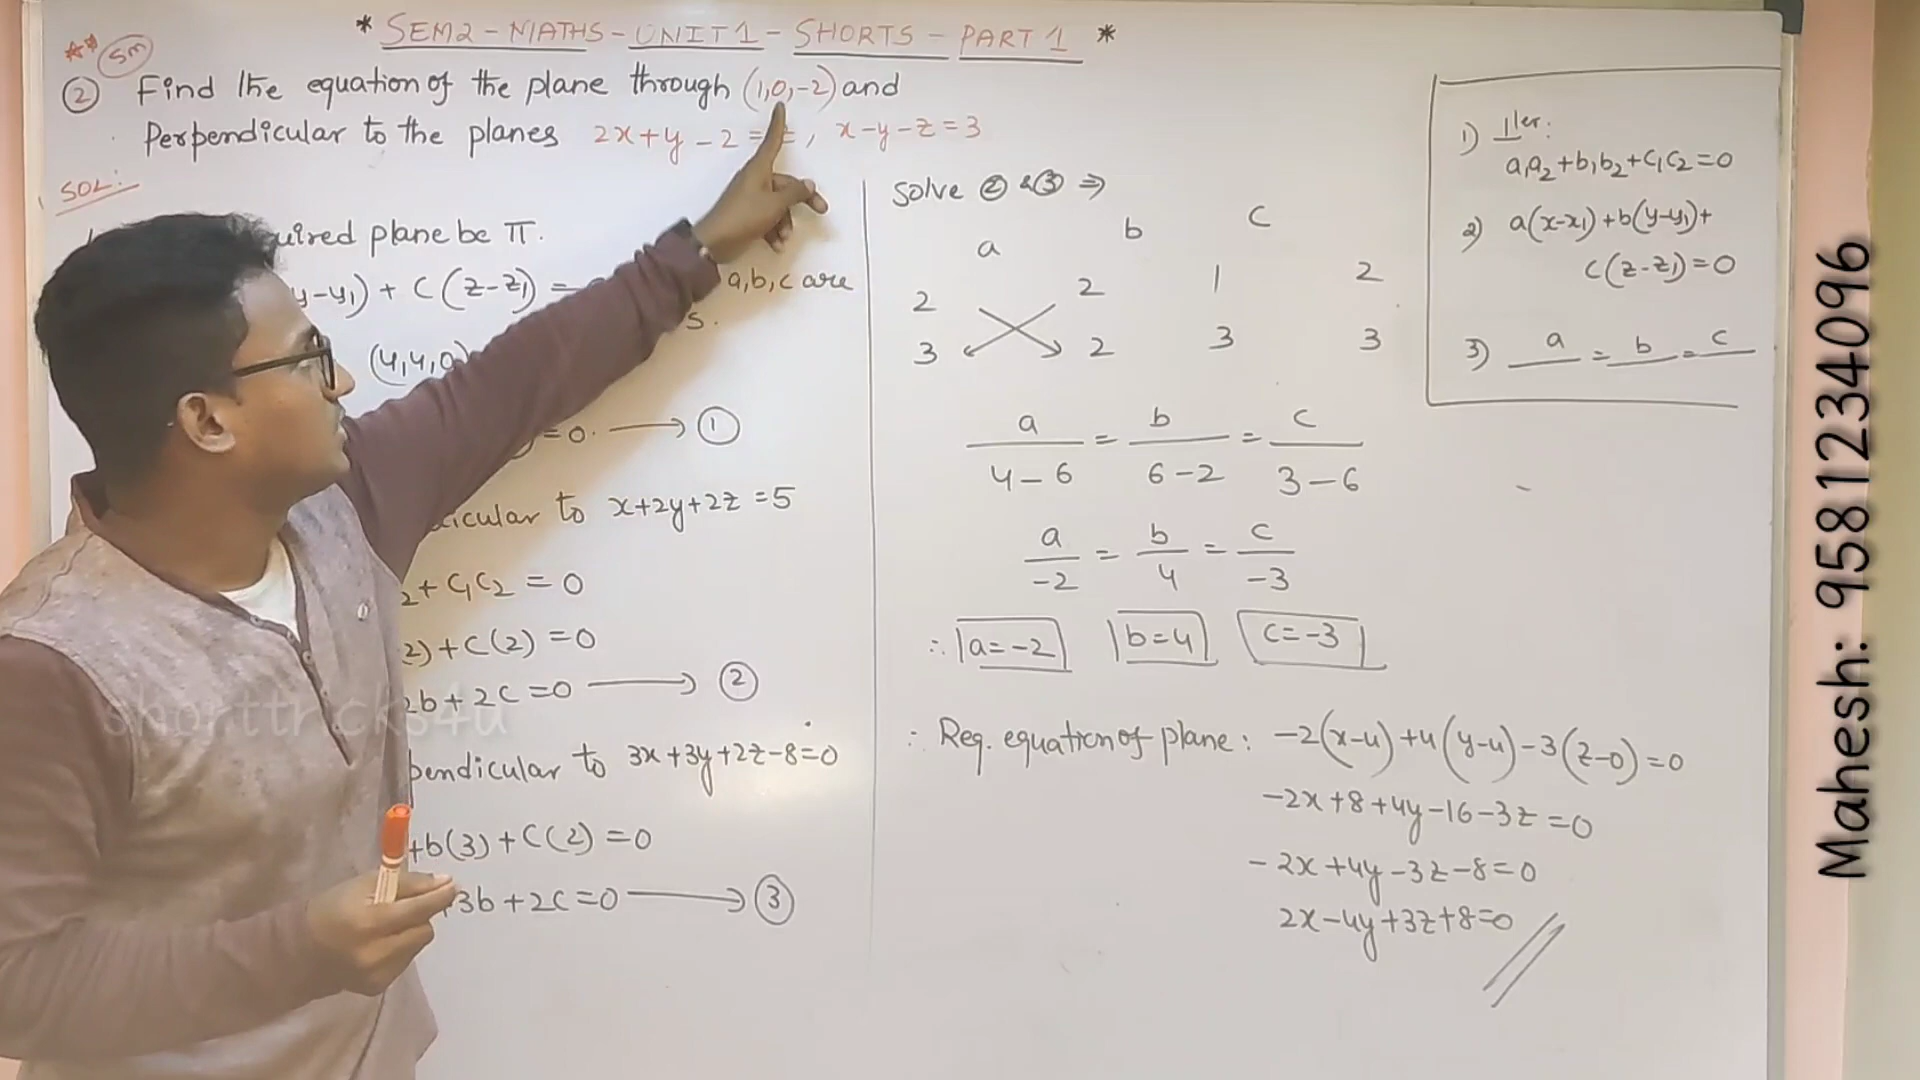 * SEM2 - MATHS - UNIT 1 - SHORTS - PART 1 *
** SM
② Find the equation of the plane through (1,0,-2) and
Perpendicular to the planes 2x+y-2= , x-y-z=3
SOL:
uired plane be π.
y-y₁) + C(z-z₁) = a,b,c are
s.
(4,4,0)
=0. → ①
icular to x+2y+2z=5
₂+C₁C₂=0
2)+C(2)=0
2b+2C=0 → ②
pendicular to 3x+3y+2z-8=0
+b(3)+C(2)=0
+3b+2C=0 → ③
Solve ② & ③ ⇒
a b c
2 2 1 2
3 2 3 3
a/(4-6) = b/(6-2) = c/(3-6)
a/-2 = b/4 = c/-3
∴ a=-2 b=4 c=-3
∴ Req. equation of plane: -2(x-4)+4(y-4)-3(z-0)=0
-2x+8+4y-16-3z=0
-2x+4y-3z-8=0
2x-4y+3z+8=0
1) ⊥ler:
a₁a₂+b₁b₂+c₁c₂=0
2) a(x-x₁)+b(y-y₁)+
c(z-z₁)=0
3) a = b = c
shorttricks4u
Mahesh: 9581234096